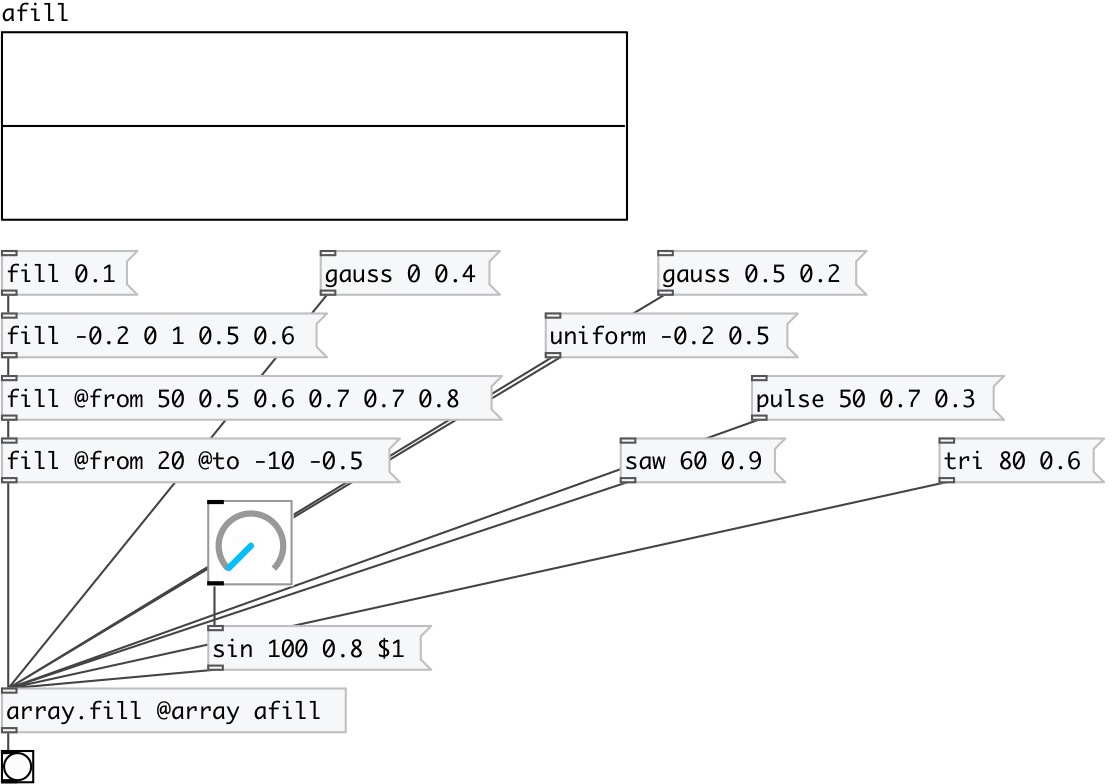 afill
fill 0.1
gauss 0 0.4
gauss 0.5 0.2
fill -0.2 0 1 0.5 0.6
uniform -0.2 0.5
fill @from 50 0.5 0.6 0.7 0.7 0.8
pulse 50 0.7 0.3
fill @from 20 @to -10 -0.5
saw 60 0.9
tri 80 0.6
sin 100 0.8 $1
array.fill @array afill